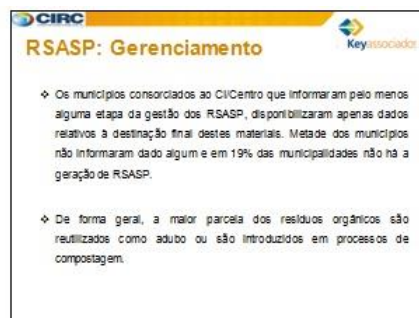 CIRC
Keyassociados
RSASP: Gerenciamento
❖ Os municípios consorciados ao CI/Centro que informaram pelo menos
alguma etapa da gestão dos RSASP, disponibilizaram apenas dados
relativos à destinação final destes materiais. Metade dos municípios
não informaram dado algum e em 19% das municipalidades não há a
geração de RSASP.
❖ De forma geral, a maior parcela dos resíduos orgânicos são
reutilizados como adubo ou são introduzidos em processos de
compostagem.